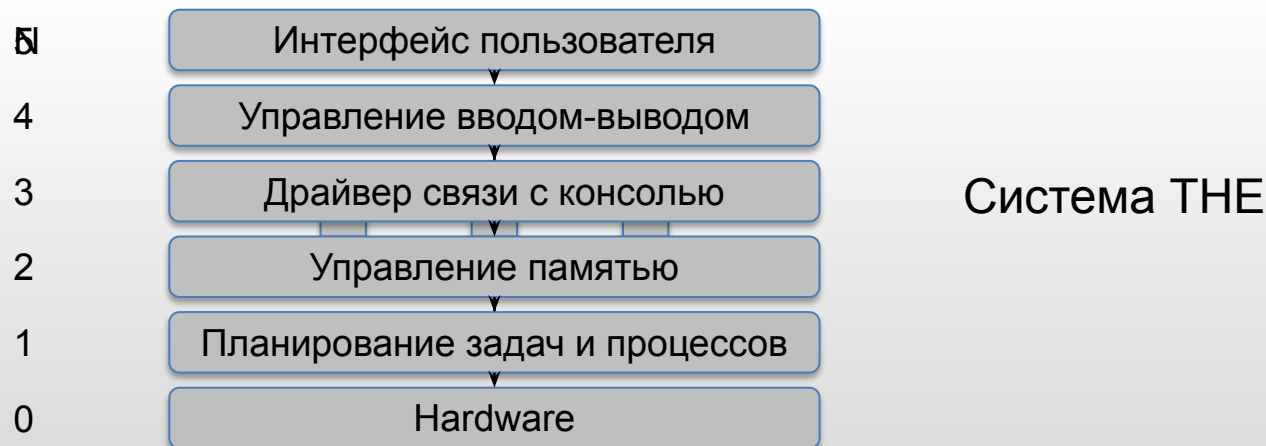 Интерфейс пользователя
4 Управление вводом-выводом
3 Драйвер связи с консолью
Система THE
2 Управление памятью
1 Планирование задач и процессов
0 Hardware